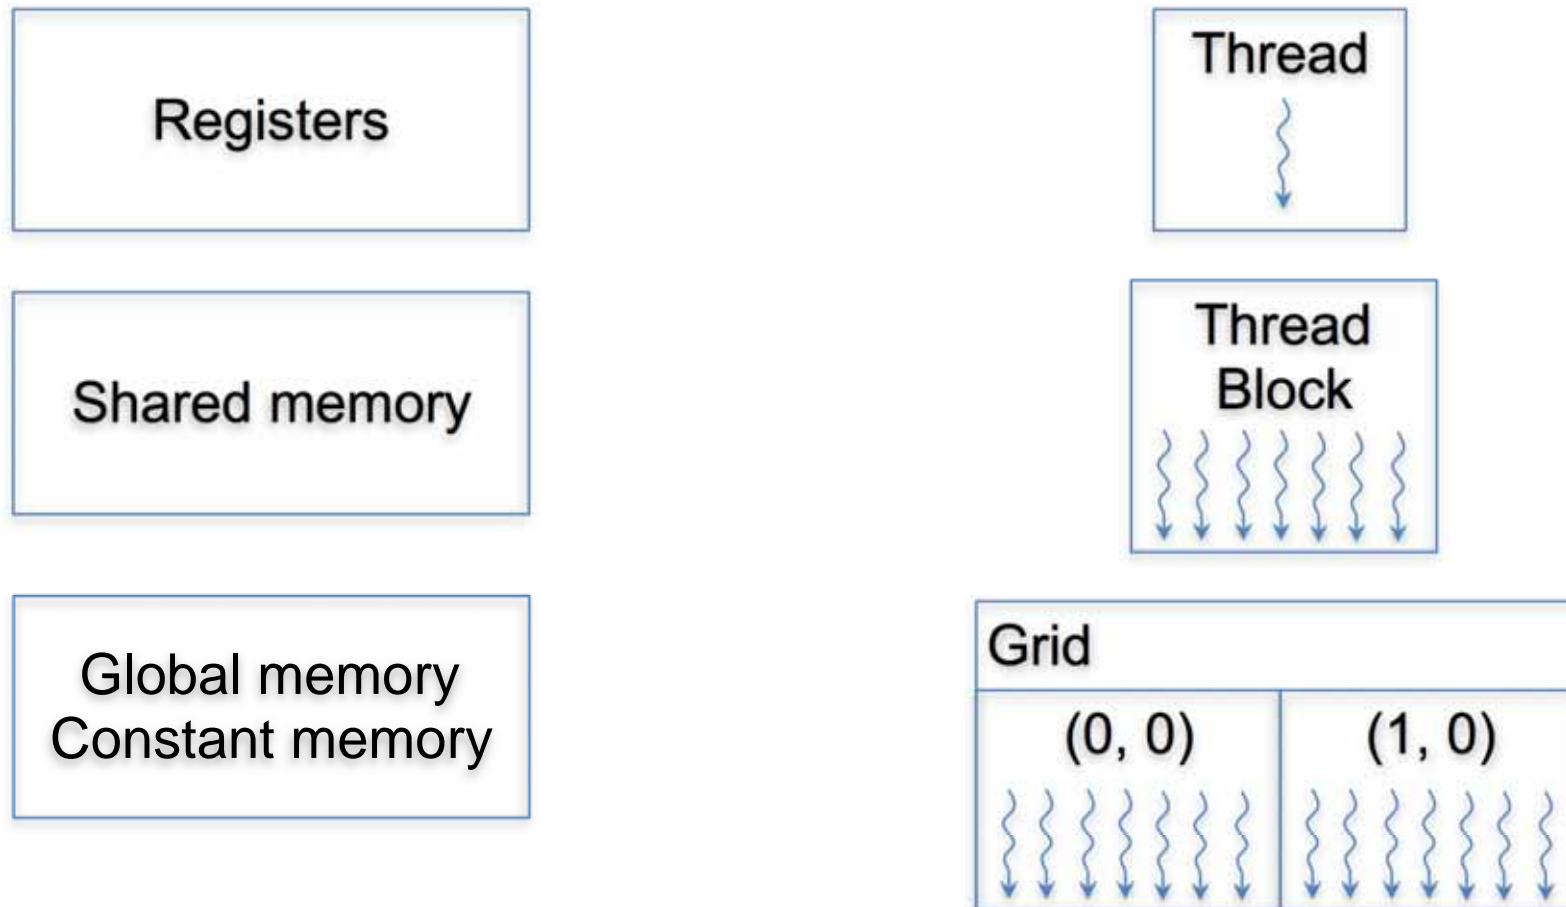 Registers
Thread
Shared memory
Thread
Block
Global memory
Constant memory
Grid
(0, 0)
(1, 0)